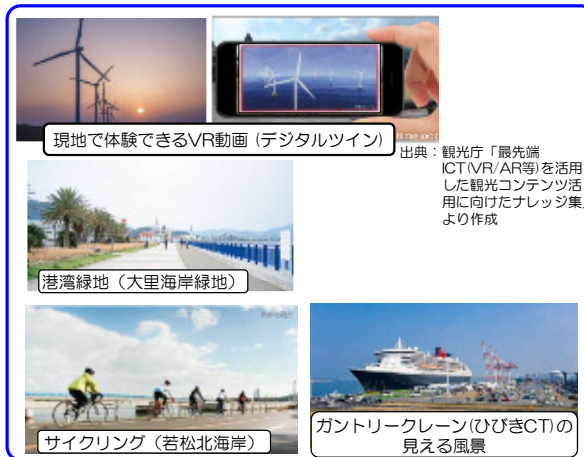 現地で体験できるVR動画 (デジタルツイン)
出典：観光庁「最先端
ICT(VR/AR等)を活用
した観光コンテンツ活
用に向けたナレッジ集」
より作成
港湾緑地（大里海岸緑地）
サイクリング（若松北海岸）
ガントリークレーン(ひびきCT)の
見える風景